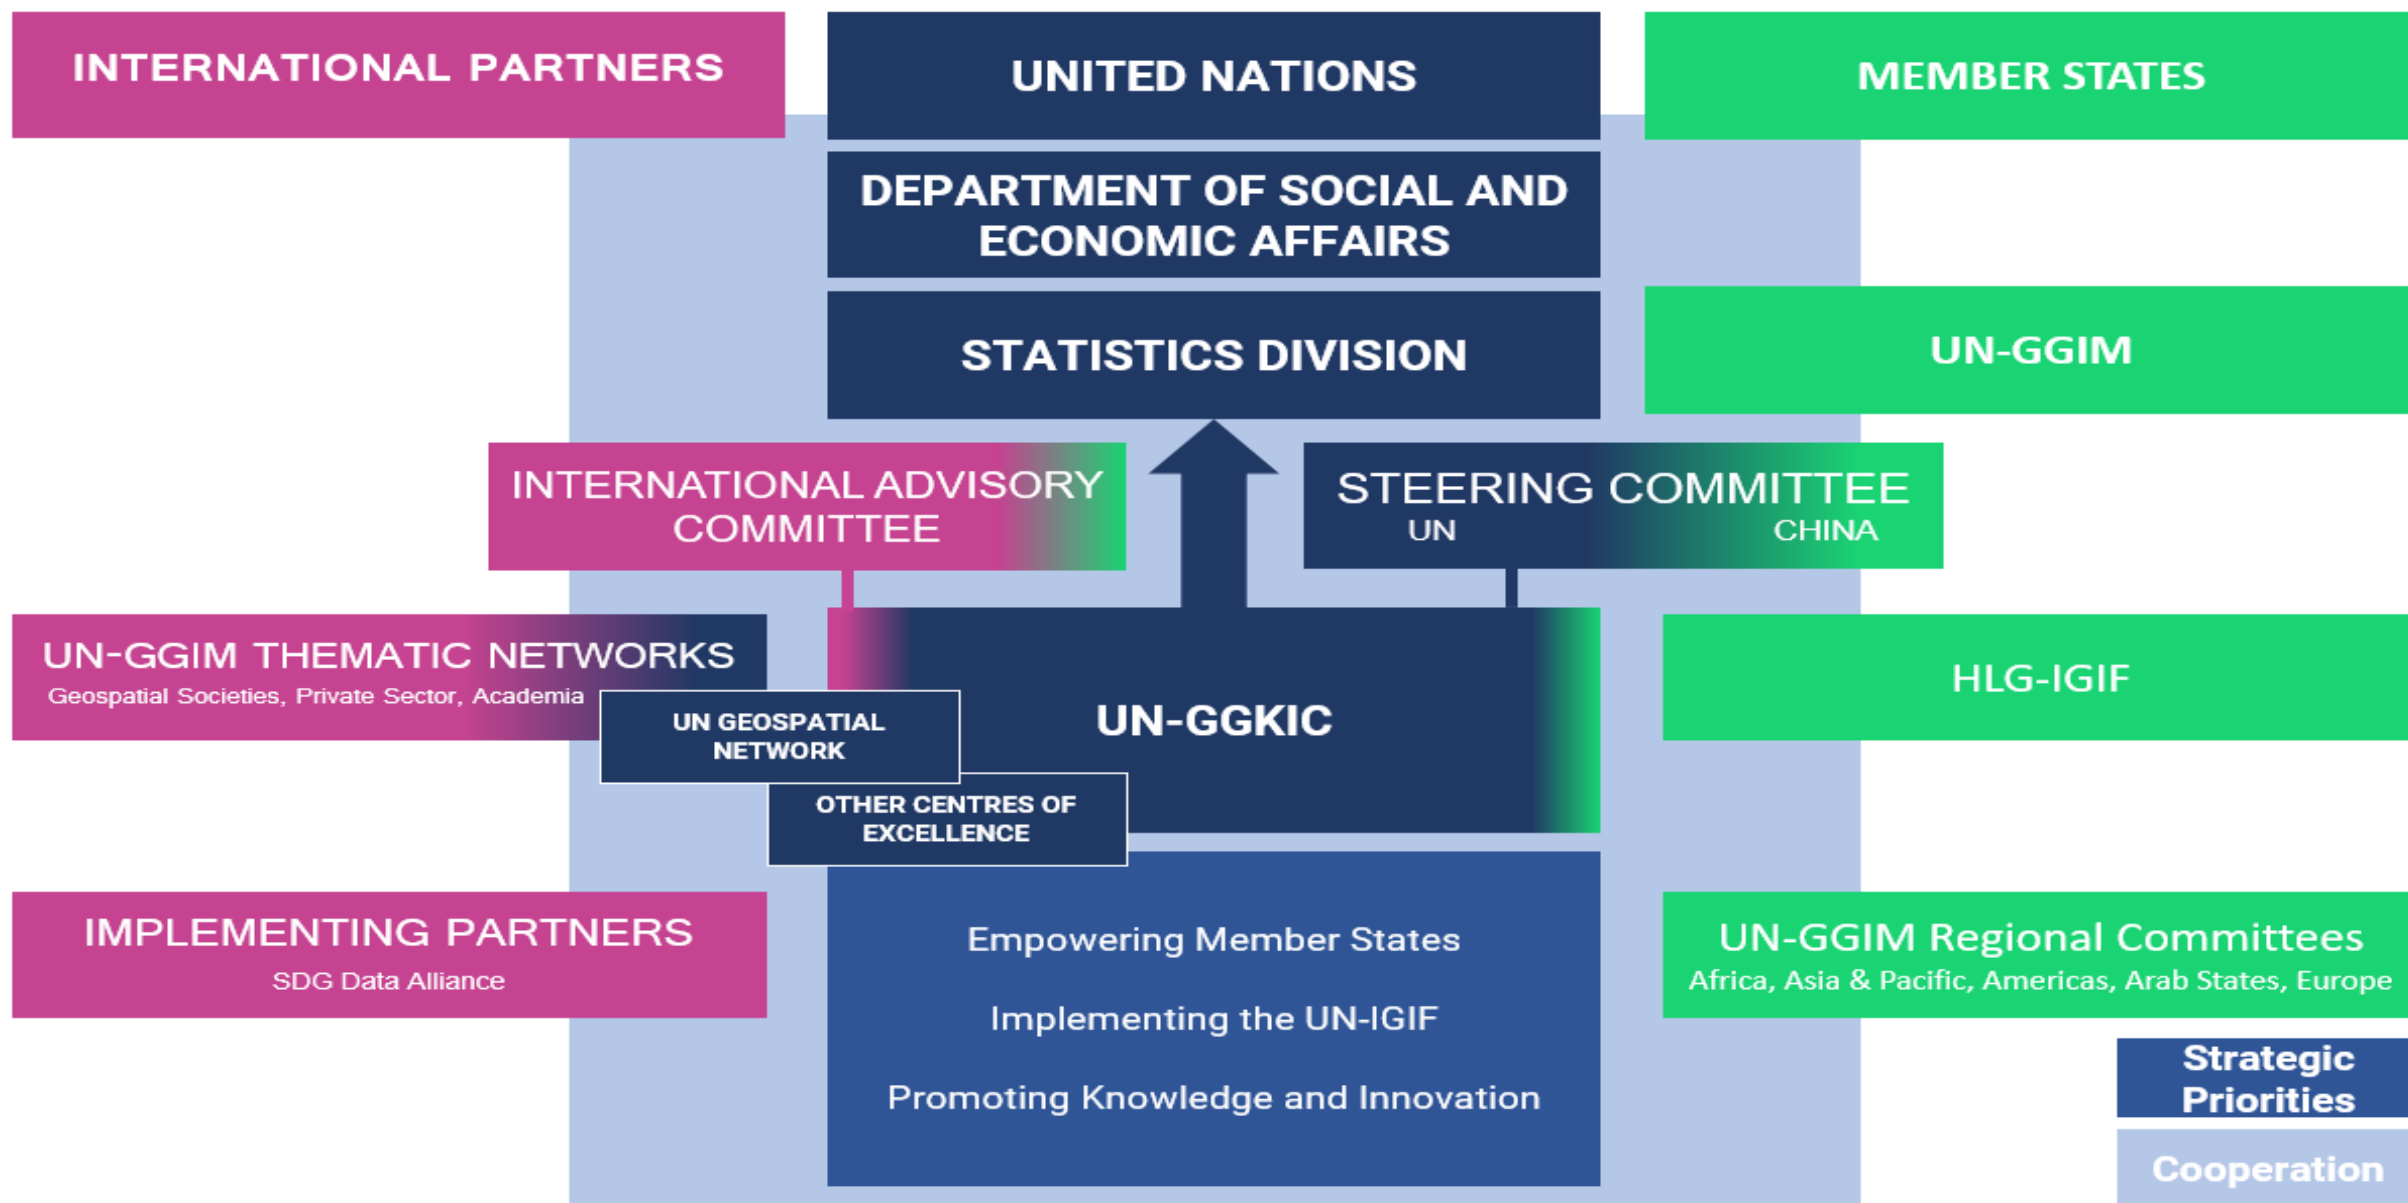 INTERNATIONAL PARTNERS
UNITED NATIONS
MEMBER STATES
DEPARTMENT OF SOCIAL AND
ECONOMIC AFFAIRS
STATISTICS DIVISION
UN-GGIM
INTERNATIONAL ADVISORY
COMMITTEE
STEERING COMMITTEE
UN
CHINA
UN-GGIM THEMATIC NETWORKS
Geospatial Societies, Private Sector, Academia
UN GEOSPATIAL
NETWORK
UN-GGKIC
HLG-IGIF
OTHER CENTRES OF
EXCELLENCE
IMPLEMENTING PARTNERS
SDG Data Alliance
Empowering Member States
Implementing the UN-IGIF
Promoting Knowledge and Innovation
UN-GGIM Regional Committees
Africa, Asia & Pacific, Americas, Arab States, Europe
Strategic
Priorities
Cooperation